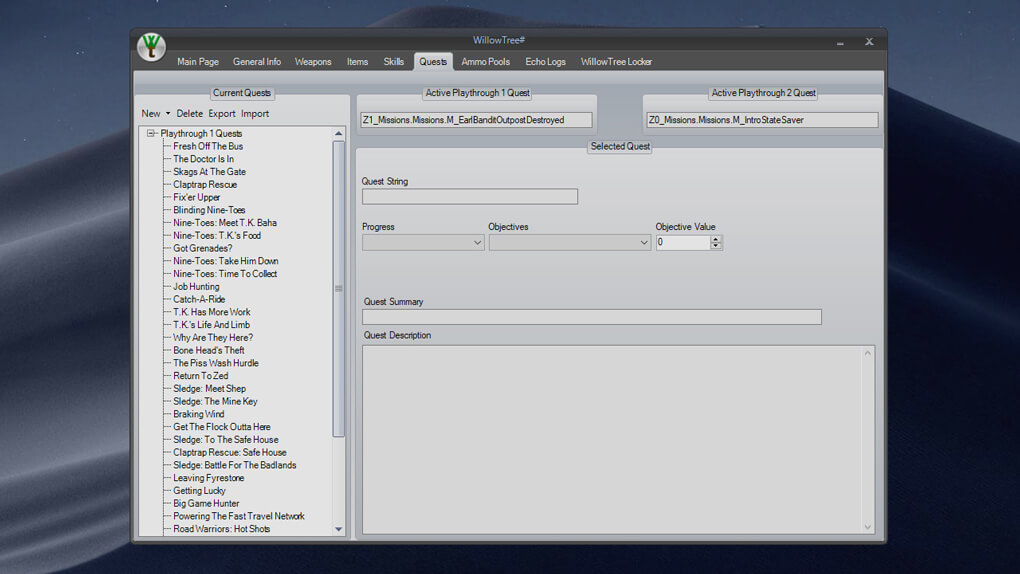 WillowTree#
Main Page General Info Weapons Items Skills Quests Ammo Pools Echo Logs WillowTree Locker
Current Quests
New Delete Export Import
Playthrough 1 Quests
Fresh Off The Bus
The Doctor Is In
Skags At The Gate
Claptrap Rescue
Fix'er Upper
Blinding Nine-Toes
Nine-Toes: Meet T.K. Baha
Nine-Toes: T.K.'s Food
Got Grenades?
Nine-Toes: Take Him Down
Nine-Toes: Time To Collect
Job Hunting
Catch-A-Ride
T.K. Has More Work
T.K.'s Life And Limb
Why Are They Here?
Bone Head's Theft
The Piss Wash Hurdle
Return To Zed
Sledge: Meet Shep
Sledge: The Mine Key
Braking Wind
Get The Flock Outta Here
Sledge: To The Safe House
Claptrap Rescue: Safe House
Sledge: Battle For The Badlands
Leaving Fyrestone
Getting Lucky
Big Game Hunter
Powering The Fast Travel Network
Road Warriors: Hot Shots
Active Playthrough 1 Quest
Z1_Missions.Missions.M_EarlBanditOutpostDestroyed
Active Playthrough 2 Quest
Z0_Missions.Missions.M_IntroStateSaver
Selected Quest
Quest String
Progress Objectives Objective Value
0
Quest Summary
Quest Description